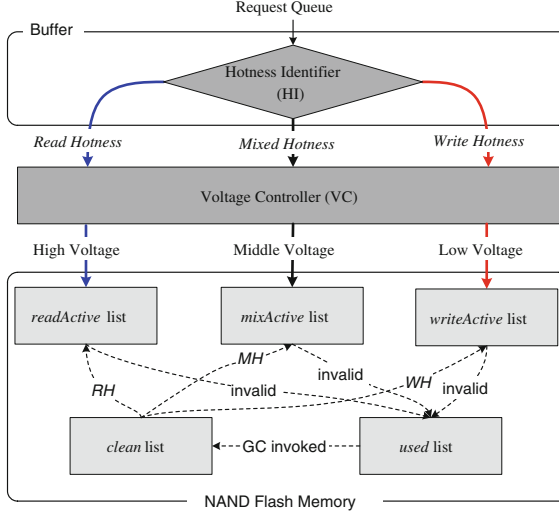 Request Queue
Buffer
Hotness Identifier
(HI)
Read Hotness
Mixed Hotness
Write Hotness
Voltage Controller (VC)
High Voltage
Middle Voltage
Low Voltage
readActive list
mixActive list
writeActive list
MH
RH
invalid
invalid
WH
invalid
clean list
GC invoked
used list
NAND Flash Memory